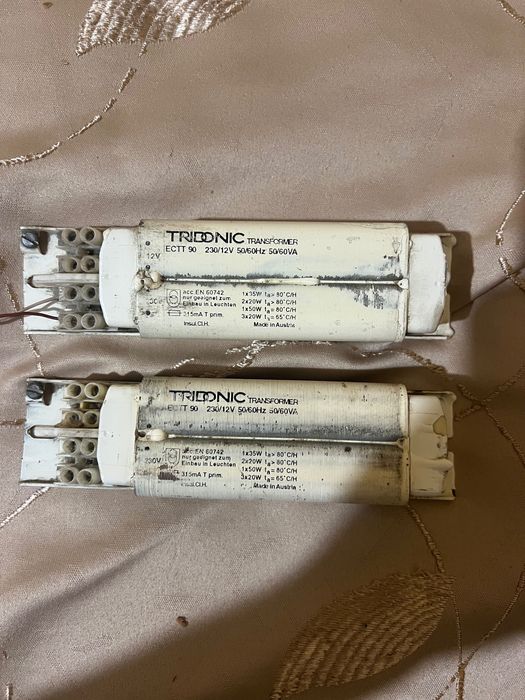 TRIDONIC TRANSFORMER
ECTT 90 230/12V 50/60Hz 50/60VA
12V
acc. EN 60742
nur geeignet zum
Einbau in Leuchten
315mA T prim.
Insul.Cl.H.
1x35W ta> 80°C/H
2x20W ta> 80°C/H
1x50W ta> 80°C/H
3x20W ta= 65°C/H
Made in Austria
TRIDONIC TRANSFORMER
ECTT 90 230/12V 50/60Hz 50/60VA
230V
acc. EN 60742
nur geeignet zum
Einbau in Leuchten
315mA T prim.
Insul.Cl.H.
1x35W ta> 80°C/H
2x20W ta> 80°C/H
1x50W ta> 80°C/H
3x20W ta= 65°C/H
Made in Austria